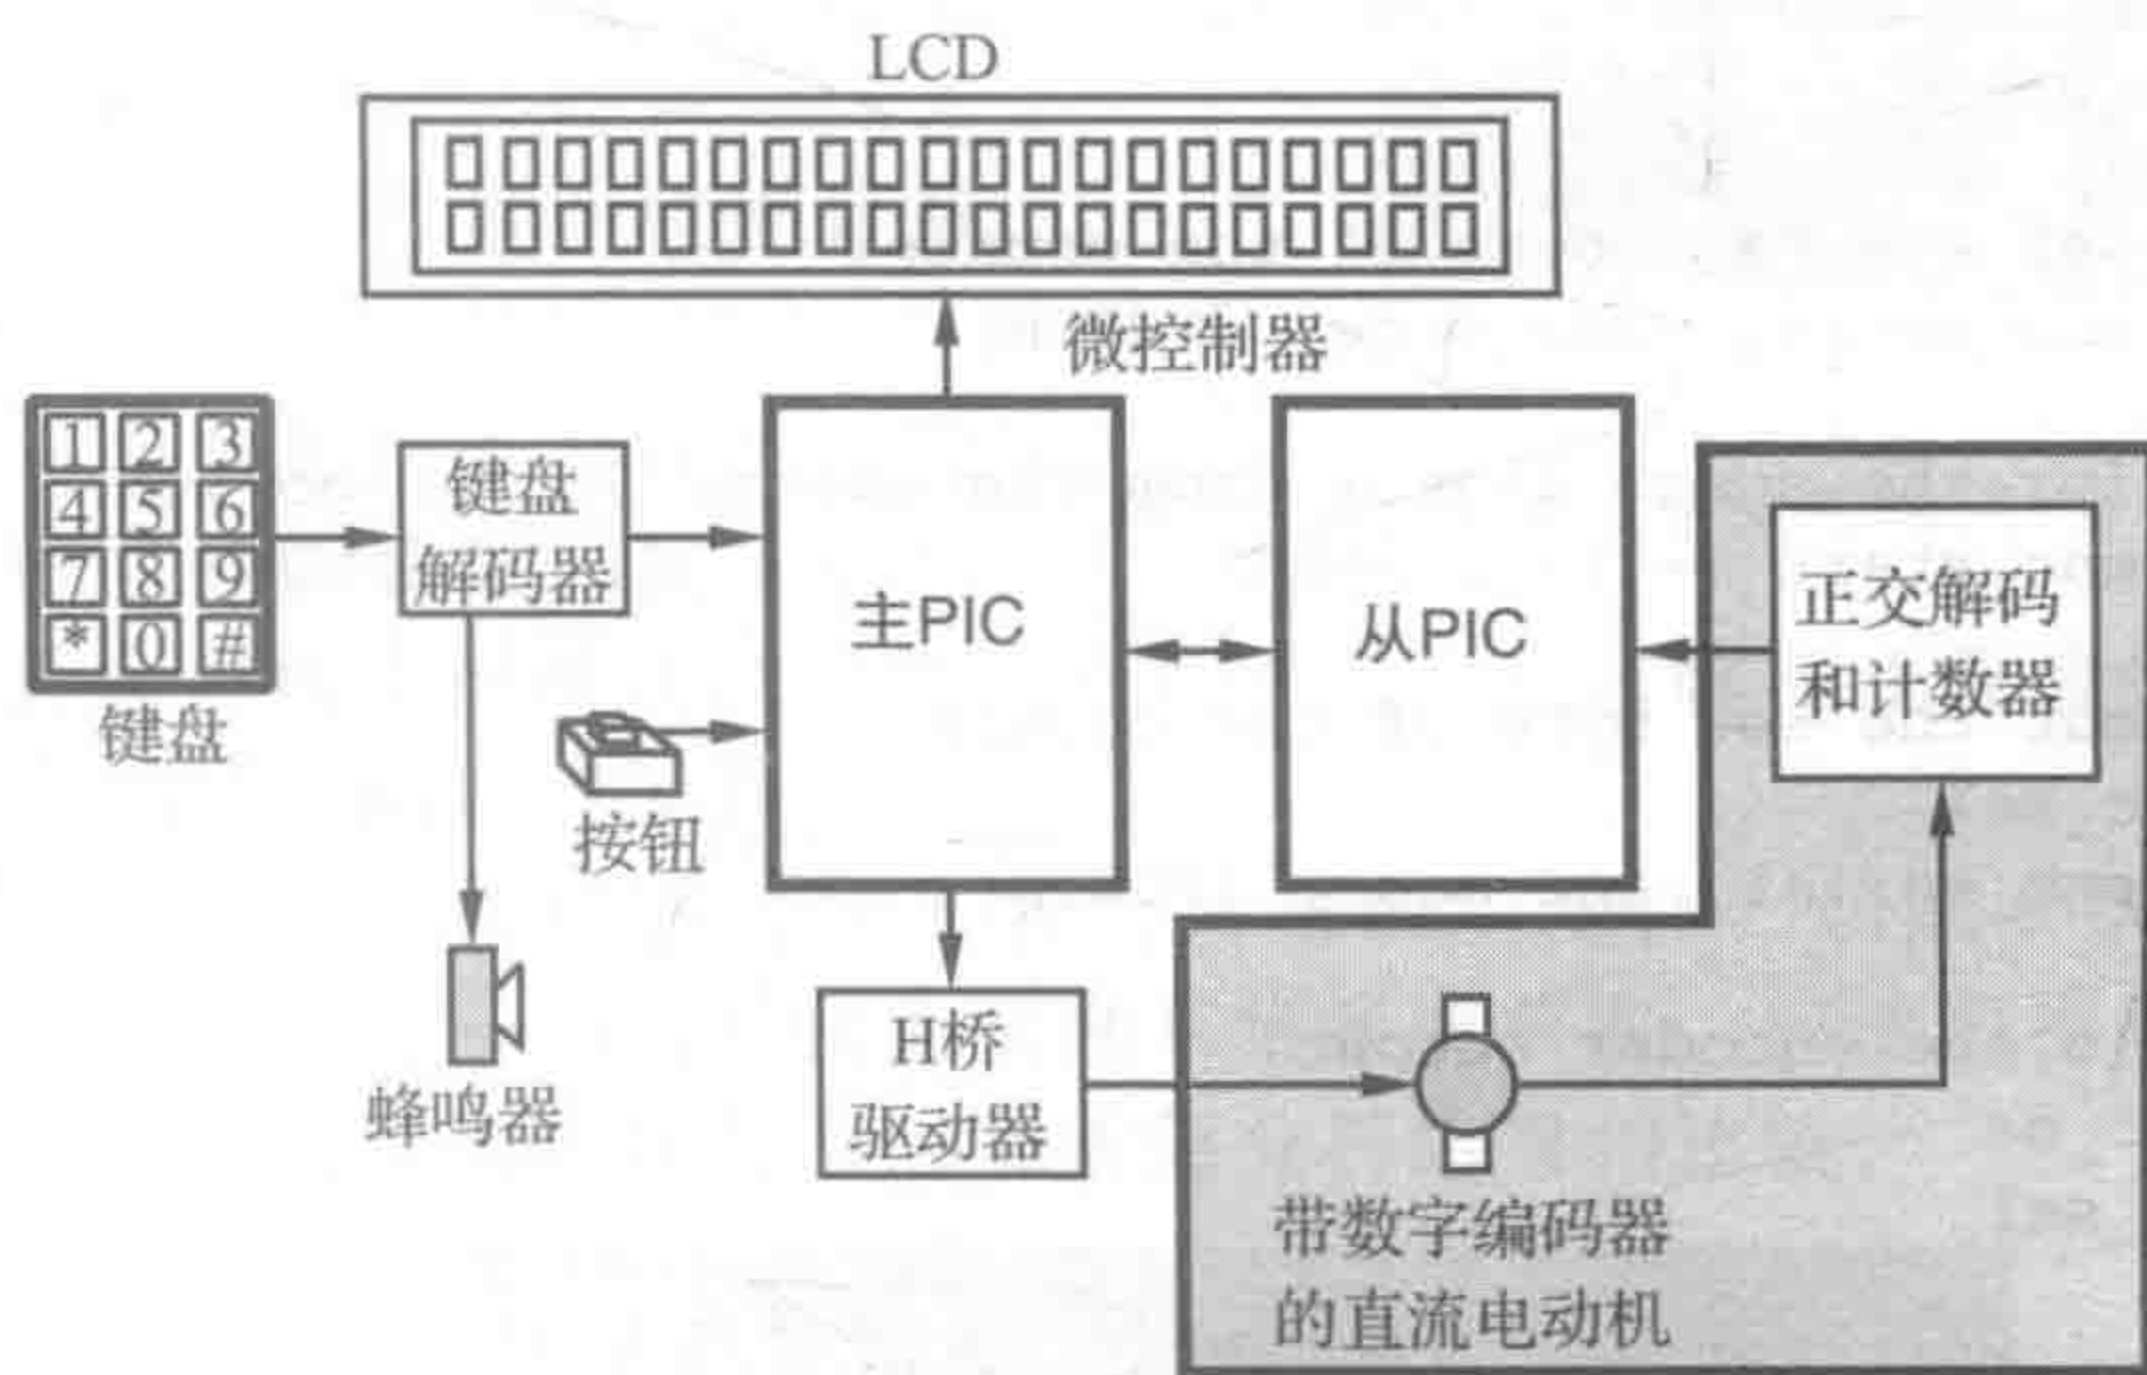 LCD
微控制器
1 2 3
4 5 6
7 8 9
* 0 #
键盘
键盘
解码器
主PIC
从PIC
正交解码
和计数器
按钮
蜂鸣器
H桥
驱动器
带数字编码器
的直流电动机